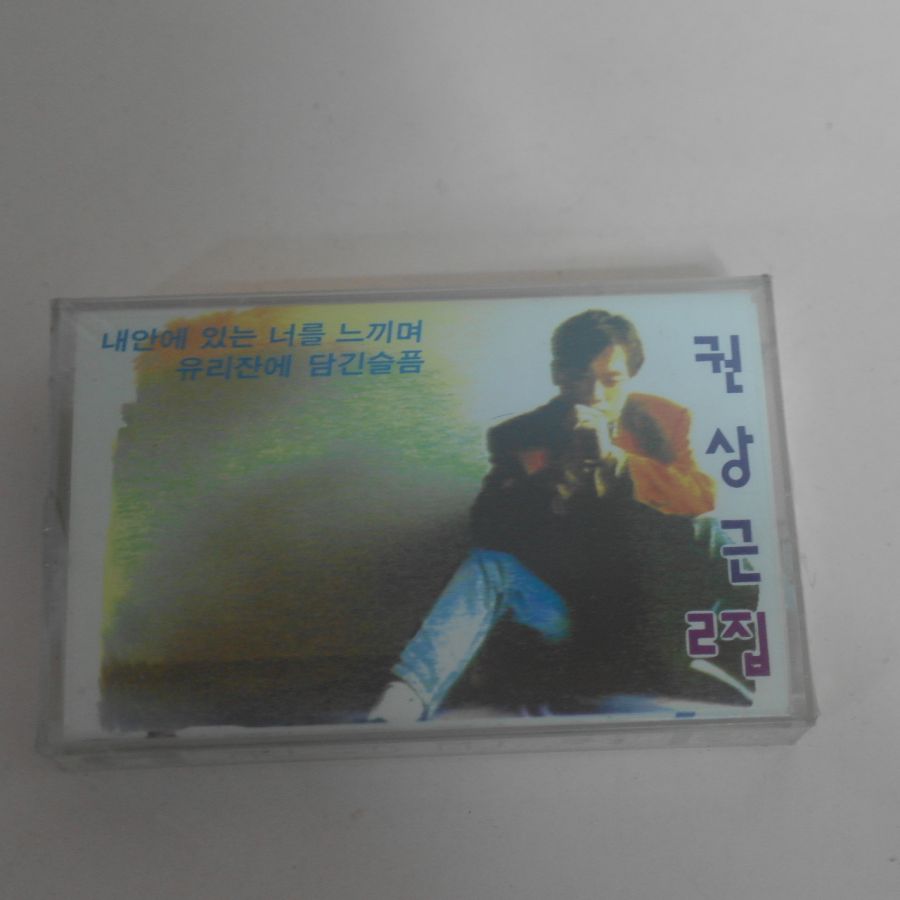 내안에 있는 너를 느끼며
유리잔에 담긴슬픔
권상근
2집